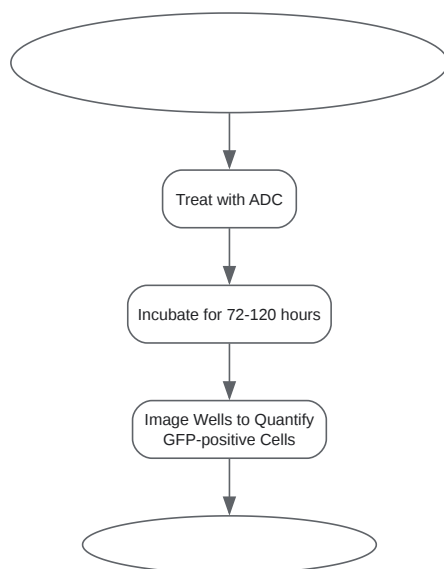 Treat with ADC
Incubate for 72-120 hours
Image Wells to Quantify
GFP-positive Cells